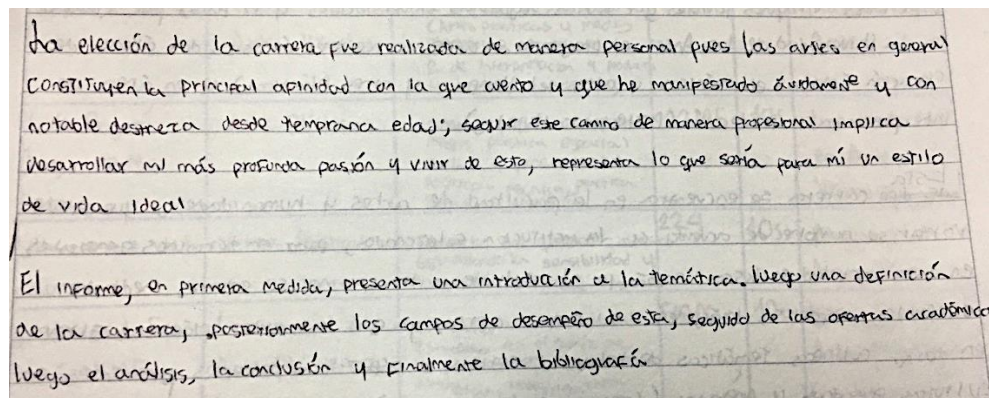 La elección de la carrera fue realizada de manera personal pues las artes en general
constituyen la principal afinidad con la que cuento y que he manifestado ávidamente y con
notable destreza desde temprana edad; seguir este camino de manera profesional implica
desarrollar mi más profunda pasión y vivir de esto, representa lo que sería para mí un estilo
de vida ideal
El informe, en primera medida, presenta una introducción a la temática. Luego una definición
de la carrera, posteriormente los campos de desempeño de esta, seguido de las ofertas académica
luego el análisis, la conclusión y finalmente la bibliografía